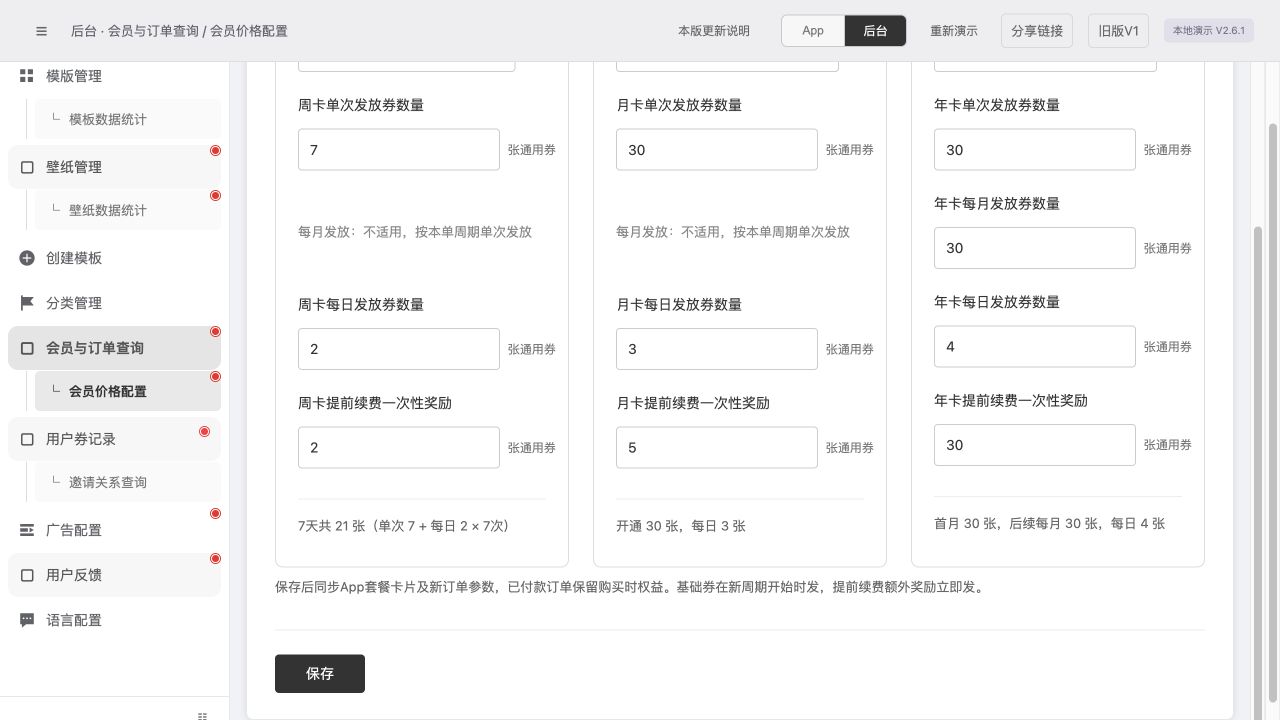 后台 · 会员与订单查询 / 会员价格配置
本版更新说明
App
后台
重新演示
分享链接
旧版V1
本地演示 V2.6.1
模版管理
模板数据统计
壁纸管理
壁纸数据统计
创建模板
分类管理
会员与订单查询
会员价格配置
用户券记录
邀请关系查询
广告配置
用户反馈
语言配置
周卡单次发放券数量
7 张通用券
每月发放：不适用，按本单周期单次发放
周卡每日发放券数量
2 张通用券
周卡提前续费一次性奖励
2 张通用券
7天共 21 张（单次 7 + 每日 2 × 7次）
月卡单次发放券数量
30 张通用券
每月发放：不适用，按本单周期单次发放
月卡每日发放券数量
3 张通用券
月卡提前续费一次性奖励
5 张通用券
开通 30 张，每日 3 张
年卡单次发放券数量
30 张通用券
年卡每月发放券数量
30 张通用券
年卡每日发放券数量
4 张通用券
年卡提前续费一次性奖励
30 张通用券
首月 30 张，后续每月 30 张，每日 4 张
保存后同步App套餐卡片及新订单参数，已付款订单保留购买时权益。基础券在新周期开始时发，提前续费额外奖励立即发。
保存